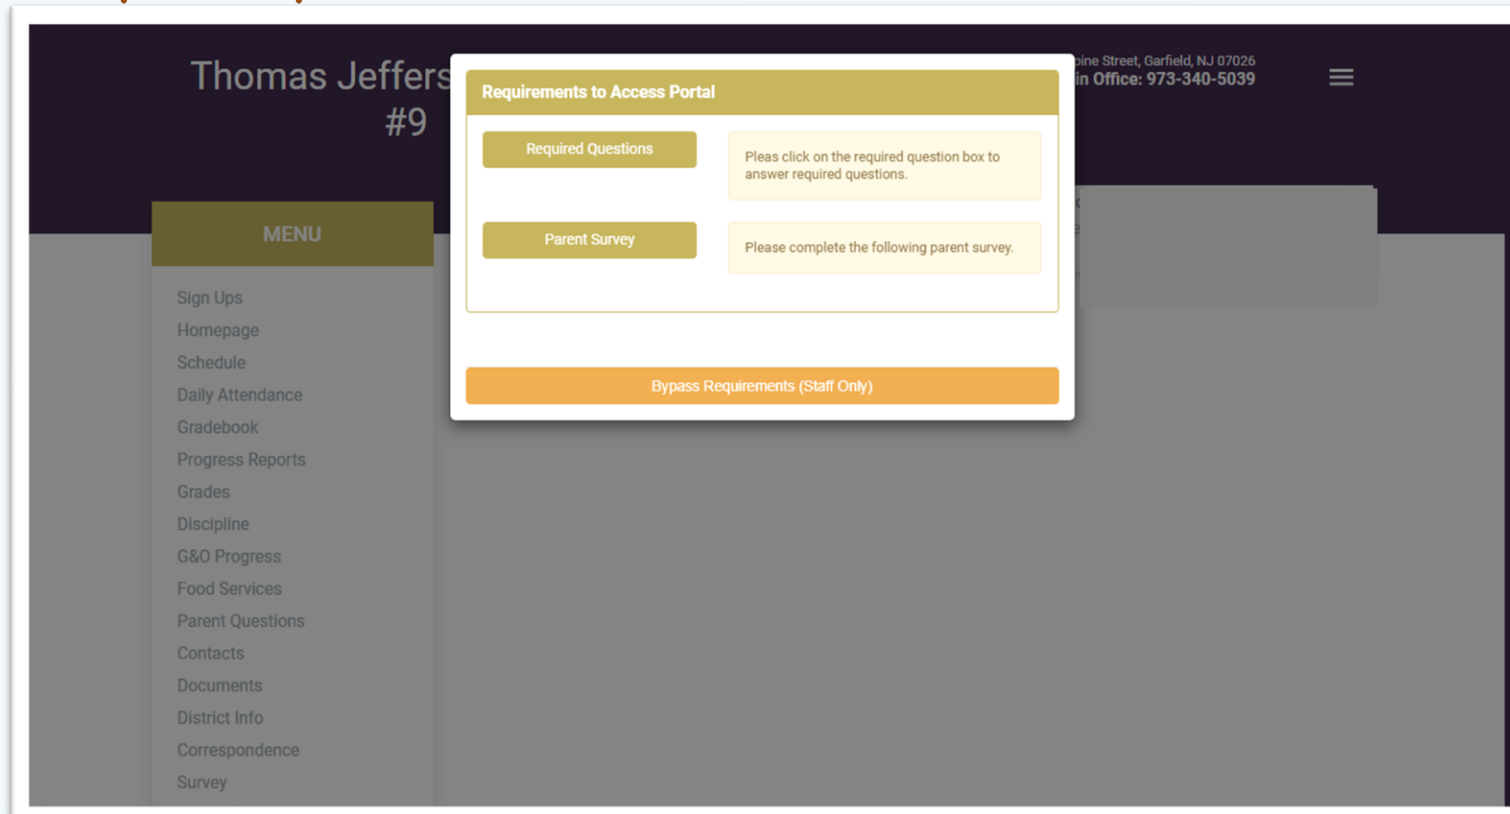 Thomas Jeffers
#9
Street, Garfield, NJ 07026
Office: 973-340-5039
Requirements to Access Portal
Required Questions
Pleas click on the required question box to
answer required questions.
Parent Survey
Please complete the following parent survey.
Bypass Requirements (Staff Only)
MENU
Sign Ups
Homepage
Schedule
Daily Attendance
Gradebook
Progress Reports
Grades
Discipline
G&O Progress
Food Services
Parent Questions
Contacts
Documents
District Info
Correspondence
Survey